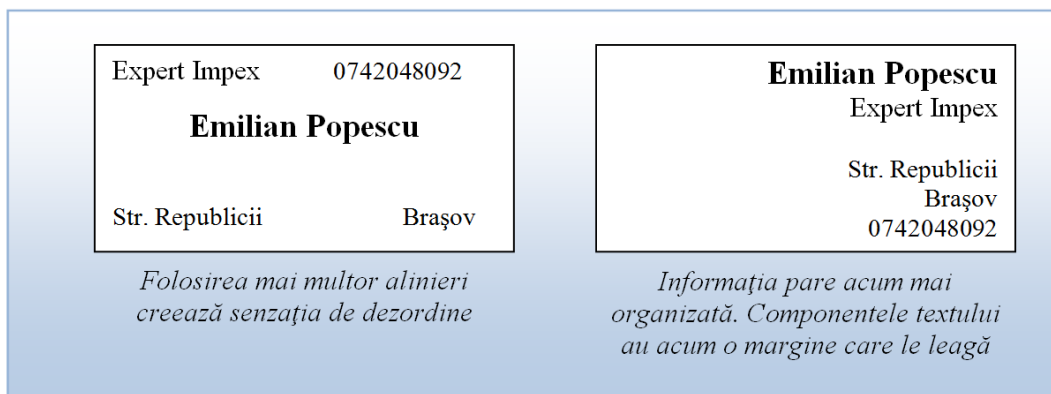 Expert Impex 0742048092
Emilian Popescu
Str. Republicii Braşov
Folosirea mai multor alinieri
creează senzaţia de dezordine
Emilian Popescu
Expert Impex
Str. Republicii
Braşov
0742048092
Informaţia pare acum mai
organizată. Componentele textului
au acum o margine care le leagă